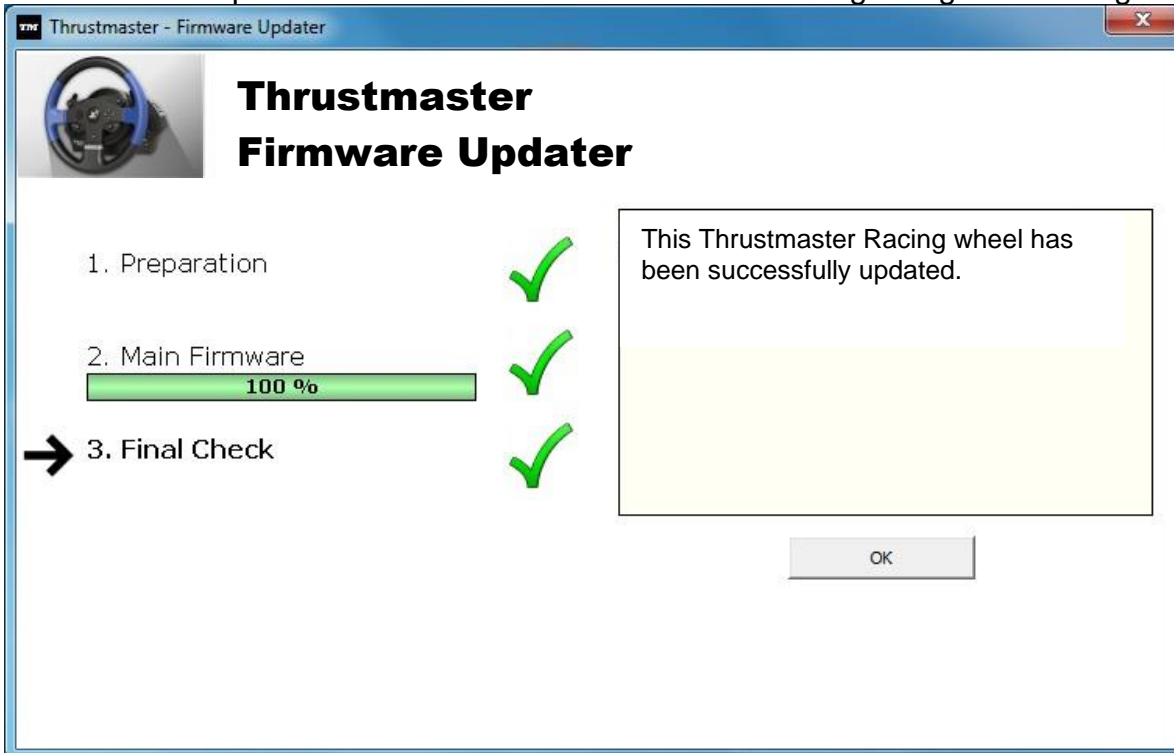 TM Thrustmaster - Firmware Updater
Thrustmaster
Firmware Updater
1. Preparation
2. Main Firmware
100 %
3. Final Check
This Thrustmaster Racing wheel has
been successfully updated.
OK